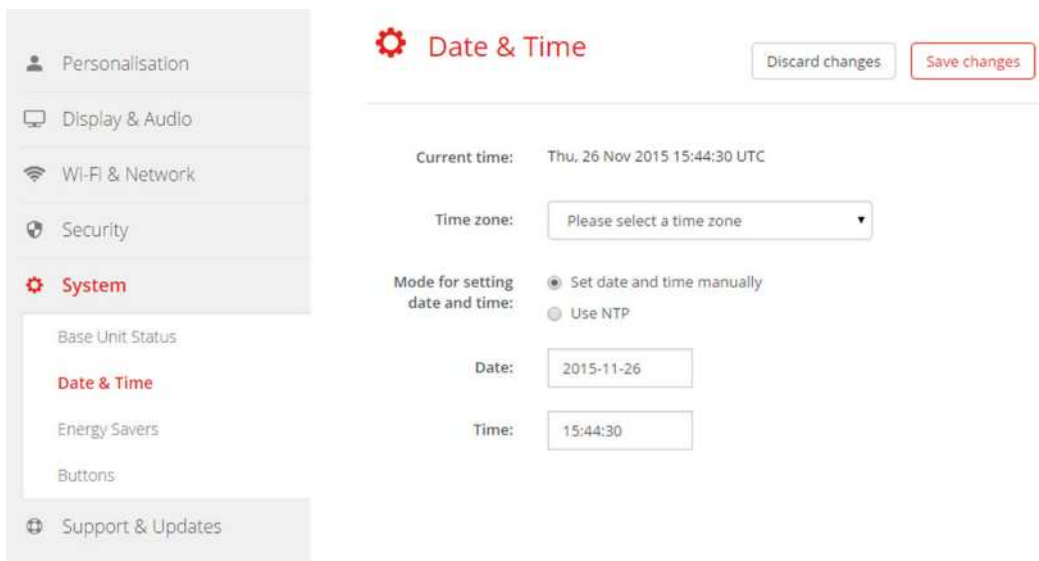 Personalisation
Display & Audio
Wi-Fi & Network
Security
System
Base Unit Status
Date & Time
Energy Savers
Buttons
Support & Updates
Date & Time
Discard changes
Save changes
Current time: Thu, 26 Nov 2015 15:44:30 UTC
Time zone: Please select a time zone
Mode for setting
date and time:
Set date and time manually
Use NTP
Date: 2015-11-26
Time: 15:44:30